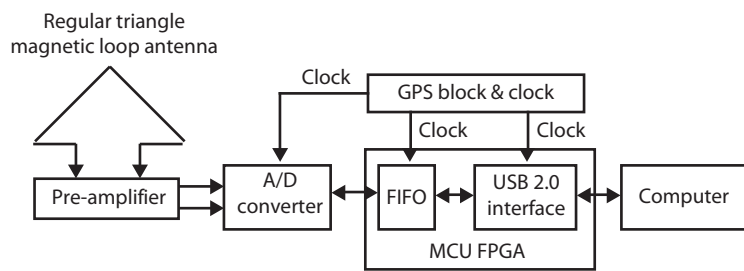 Regular triangle
magnetic loop antenna
Clock
GPS block & clock
Clock
Clock
Pre-amplifier
A/D
converter
FIFO
USB 2.0
interface
Computer
MCU FPGA